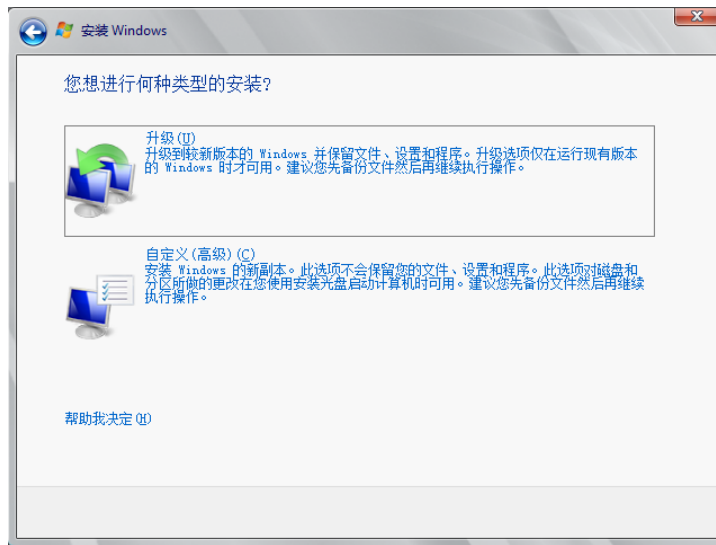 安装 Windows
您想进行何种类型的安装?
升级(U)
升级到较新版本的 Windows 并保留文件、设置和程序。升级选项仅在运行现有版本
的 Windows 时才可用。建议您先备份文件然后再继续执行操作。
自定义(高级)(C)
安装 Windows 的新副本。此选项不会保留您的文件、设置和程序。此选项对磁盘和
分区所做的更改在您使用安装光盘启动计算机时可用。建议您先备份文件然后再继续
执行操作。
帮助我决定(H)